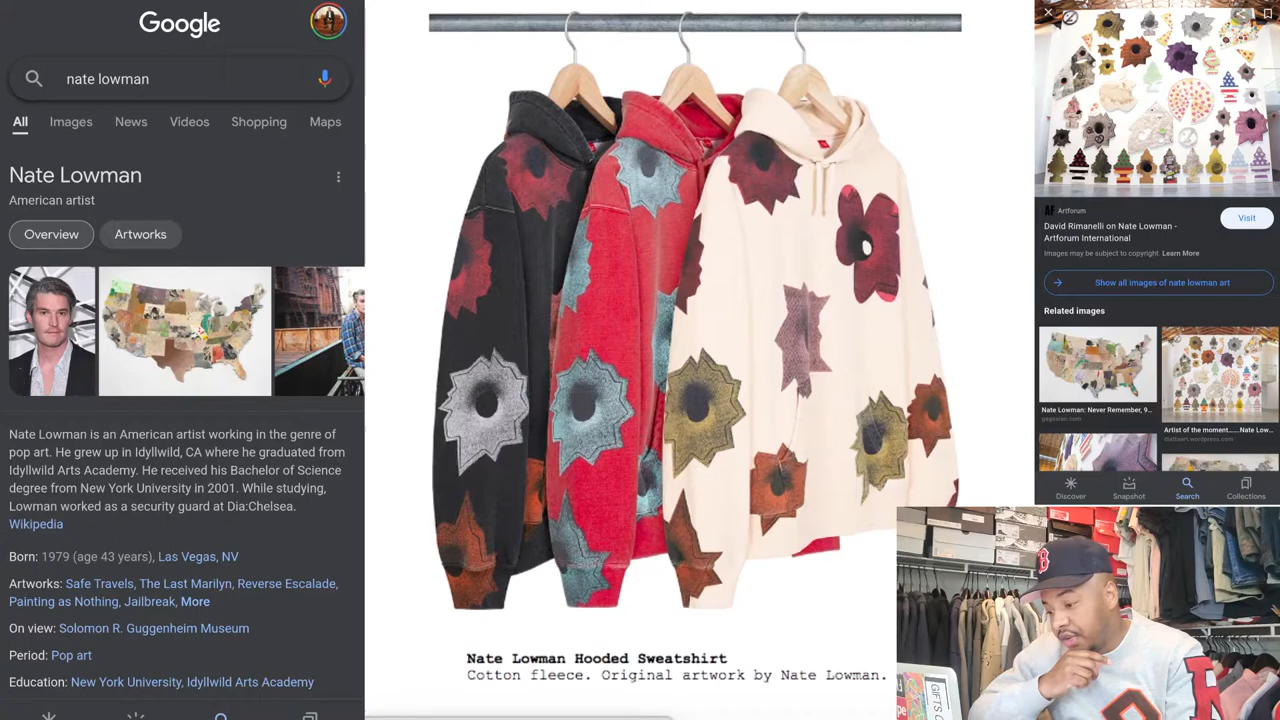 Google
nate lowman
All
Images
News
Videos
Shopping
Maps
Nate Lowman
American artist
Overview
Artworks
Nate Lowman is an American artist working in the genre of
pop art. He grew up in Idyllwild, CA where he graduated from
Idyllwild Arts Academy. He received his Bachelor of Science
degree from New York University in 2001. While studying,
Lowman worked as a security guard at Dia:Chelsea.
Wikipedia
Born: 1979 (age 43 years), Las Vegas, NV
Artworks: Safe Travels, The Last Marilyn, Reverse Escalade,
Painting as Nothing, Jailbreak, More
On view: Solomon R. Guggenheim Museum
Period: Pop art
Education: New York University, Idyllwild Arts Academy
Nate Lowman Hooded Sweatshirt
Cotton fleece. Original artwork by Nate Lowman.
AF Artforum
David Rimanelli on Nate Lowman -
Artforum International
Visit
Images may be subject to copyright. Learn More
Show all images of nate lowman art
Related images
Nate Lowman: Never Remember, 9...
gagosian.com
Artist of the moment.......Nate Low...
Discover
Snapshot
Search
Collections
B
GIFTS